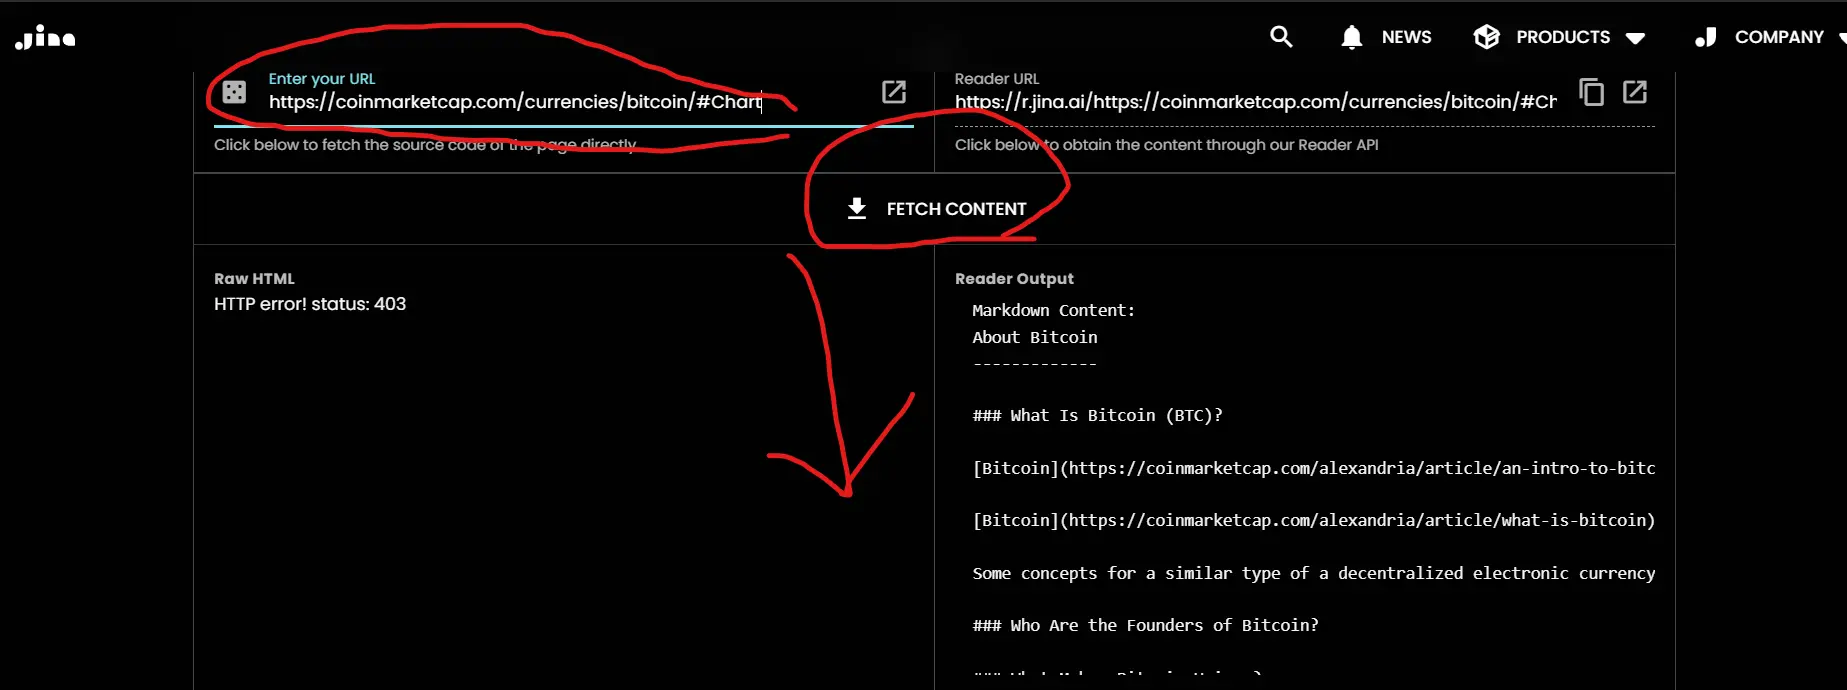 Jina
NEWS
PRODUCTS
COMPANY
Enter your URL
https://coinmarketcap.com/currencies/bitcoin/#Chart
Click below to fetch the source code of the page directly
Reader URL
https://r.jina.ai/https://coinmarketcap.com/currencies/bitcoin/#Ch
Click below to obtain the content through our Reader API
FETCH CONTENT
Raw HTML
HTTP error! status: 403
Reader Output
Markdown Content:
About Bitcoin
-------------
### What Is Bitcoin (BTC)?
[Bitcoin](https://coinmarketcap.com/alexandria/article/an-intro-to-bitc
[Bitcoin](https://coinmarketcap.com/alexandria/article/what-is-bitcoin)
Some concepts for a similar type of a decentralized electronic currency
### Who Are the Founders of Bitcoin?